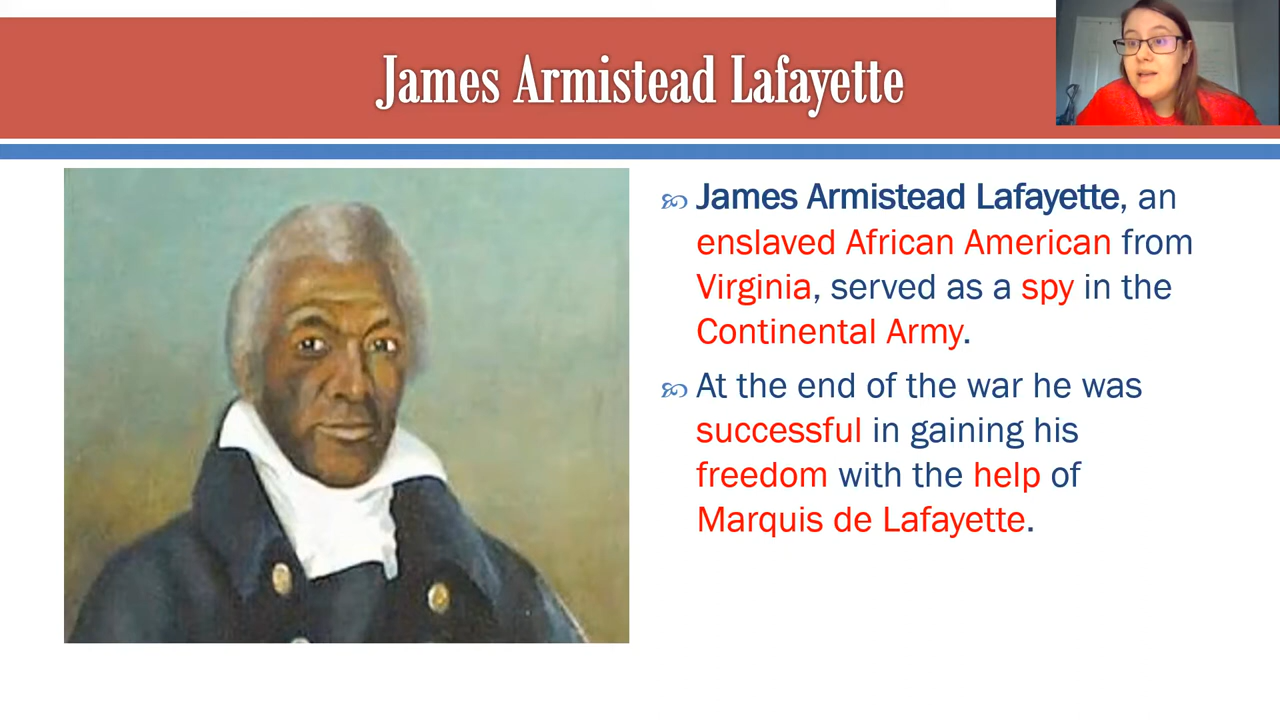 James Armistead Lafayette
James Armistead Lafayette, an
enslaved African American from
Virginia, served as a spy in the
Continental Army.
At the end of the war he was
successful in gaining his
freedom with the help of
Marquis de Lafayette.